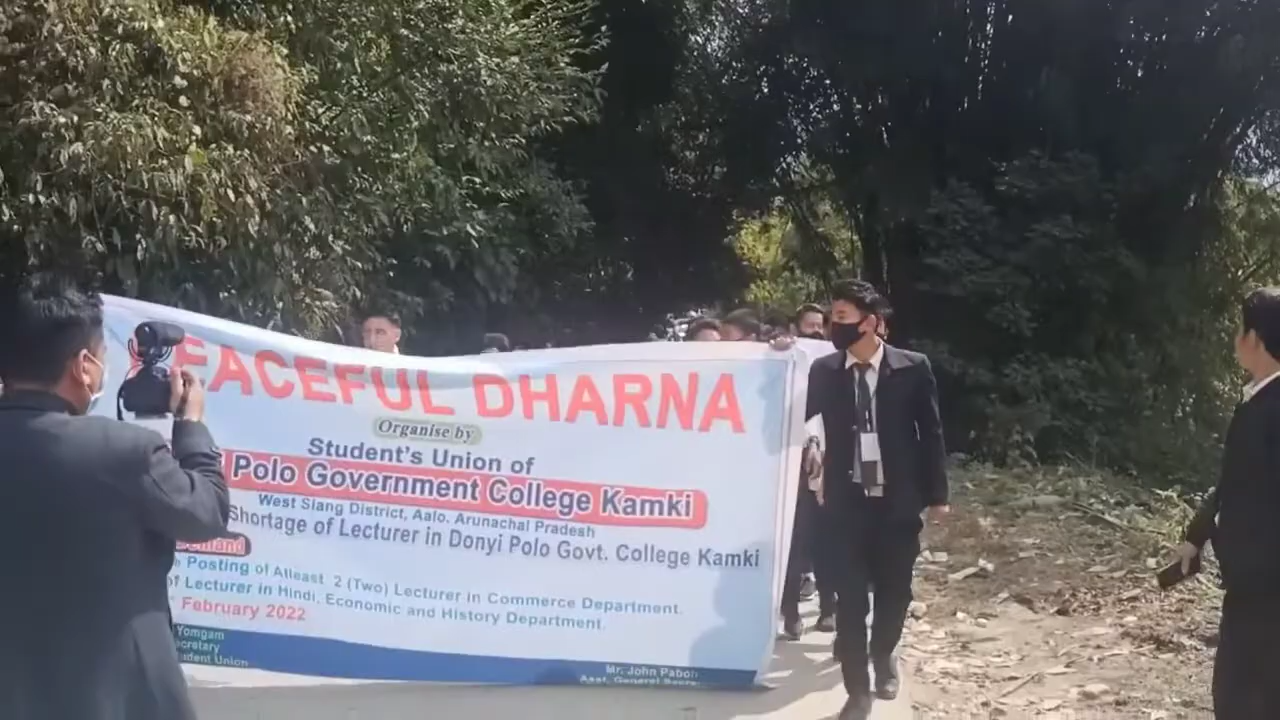 PEACEFUL DHARNA
Organise by
Student's Union of
Polo Government College Kamki
West Siang District, Aalo, Arunachal Pradesh
Shortage of Lecturer in Donyi Polo Govt. College Kamki
Posting of Atleast 2 (Two) Lecturer in Commerce Department.
of Lecturer in Hindi, Economic and History Department.
February 2022
Yomgam
Mr. John Paboh